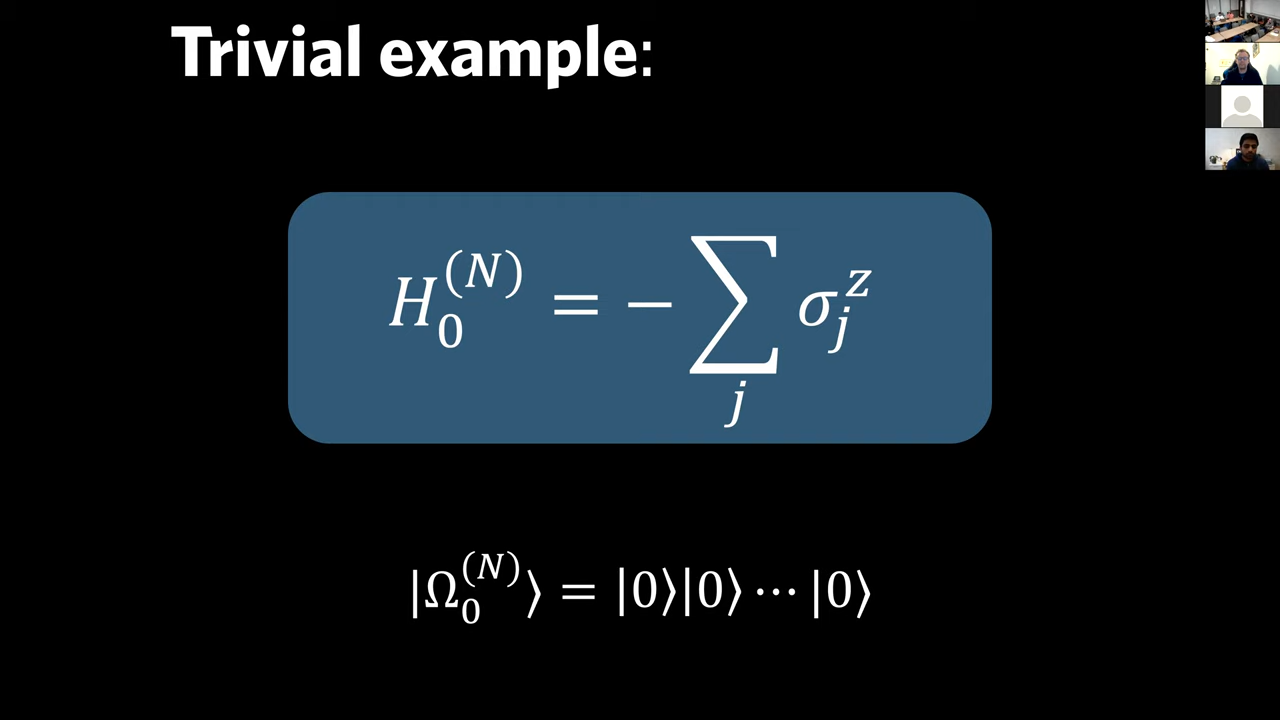 Trivial example:
H_0^{(N)} = − ∑_j σ_j^z
|Ω_0^{(N)}⟩ = |0⟩|0⟩ ⋯ |0⟩